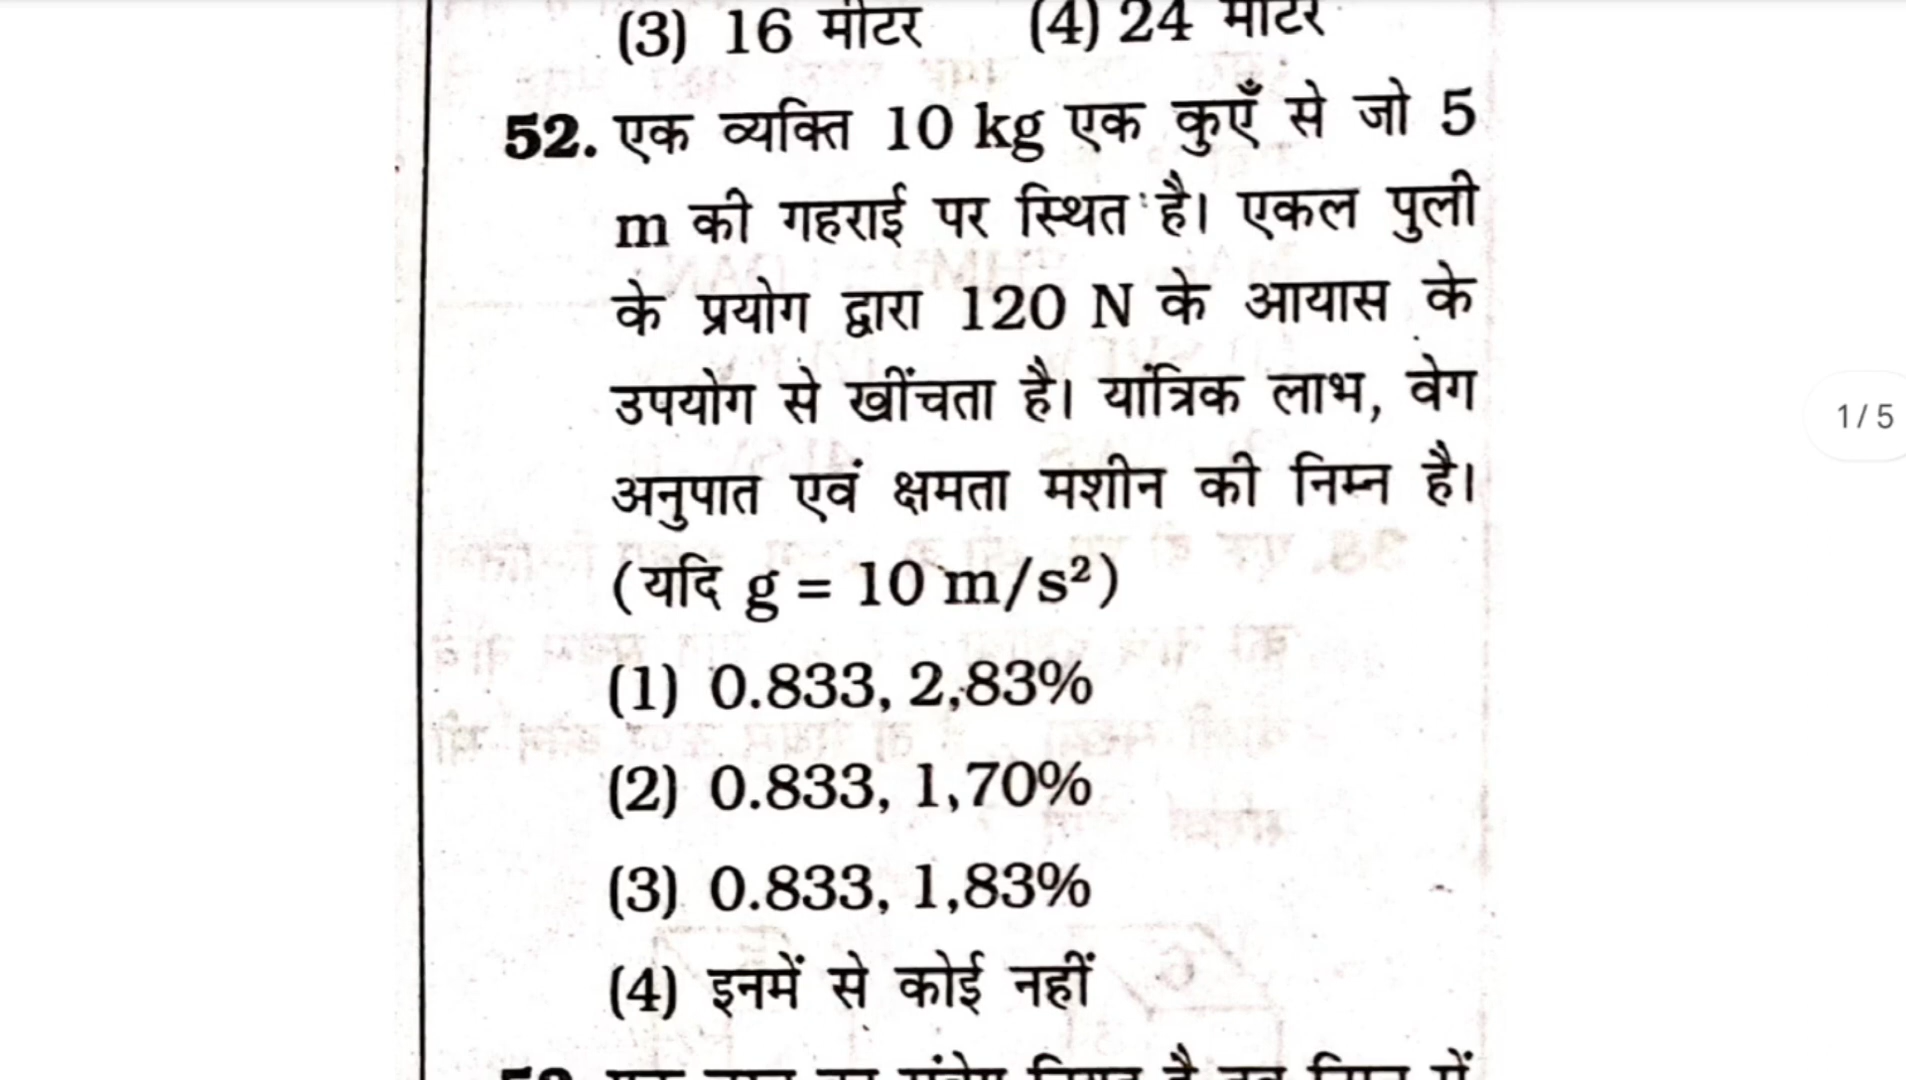 (3) 16 मीटर (4) 24 मीटर
52. एक व्यक्ति 10 kg एक कुएँ से जो 5
m की गहराई पर स्थित है। एकल पुली
के प्रयोग द्वारा 120 N के आयास के
उपयोग से खींचता है। यांत्रिक लाभ, वेग
अनुपात एवं क्षमता मशीन की निम्न है।
(यदि g = 10 m/s²)
(1) 0.833, 2,83%
(2) 0.833, 1,70%
(3) 0.833, 1,83%
(4) इनमें से कोई नहीं
1/5